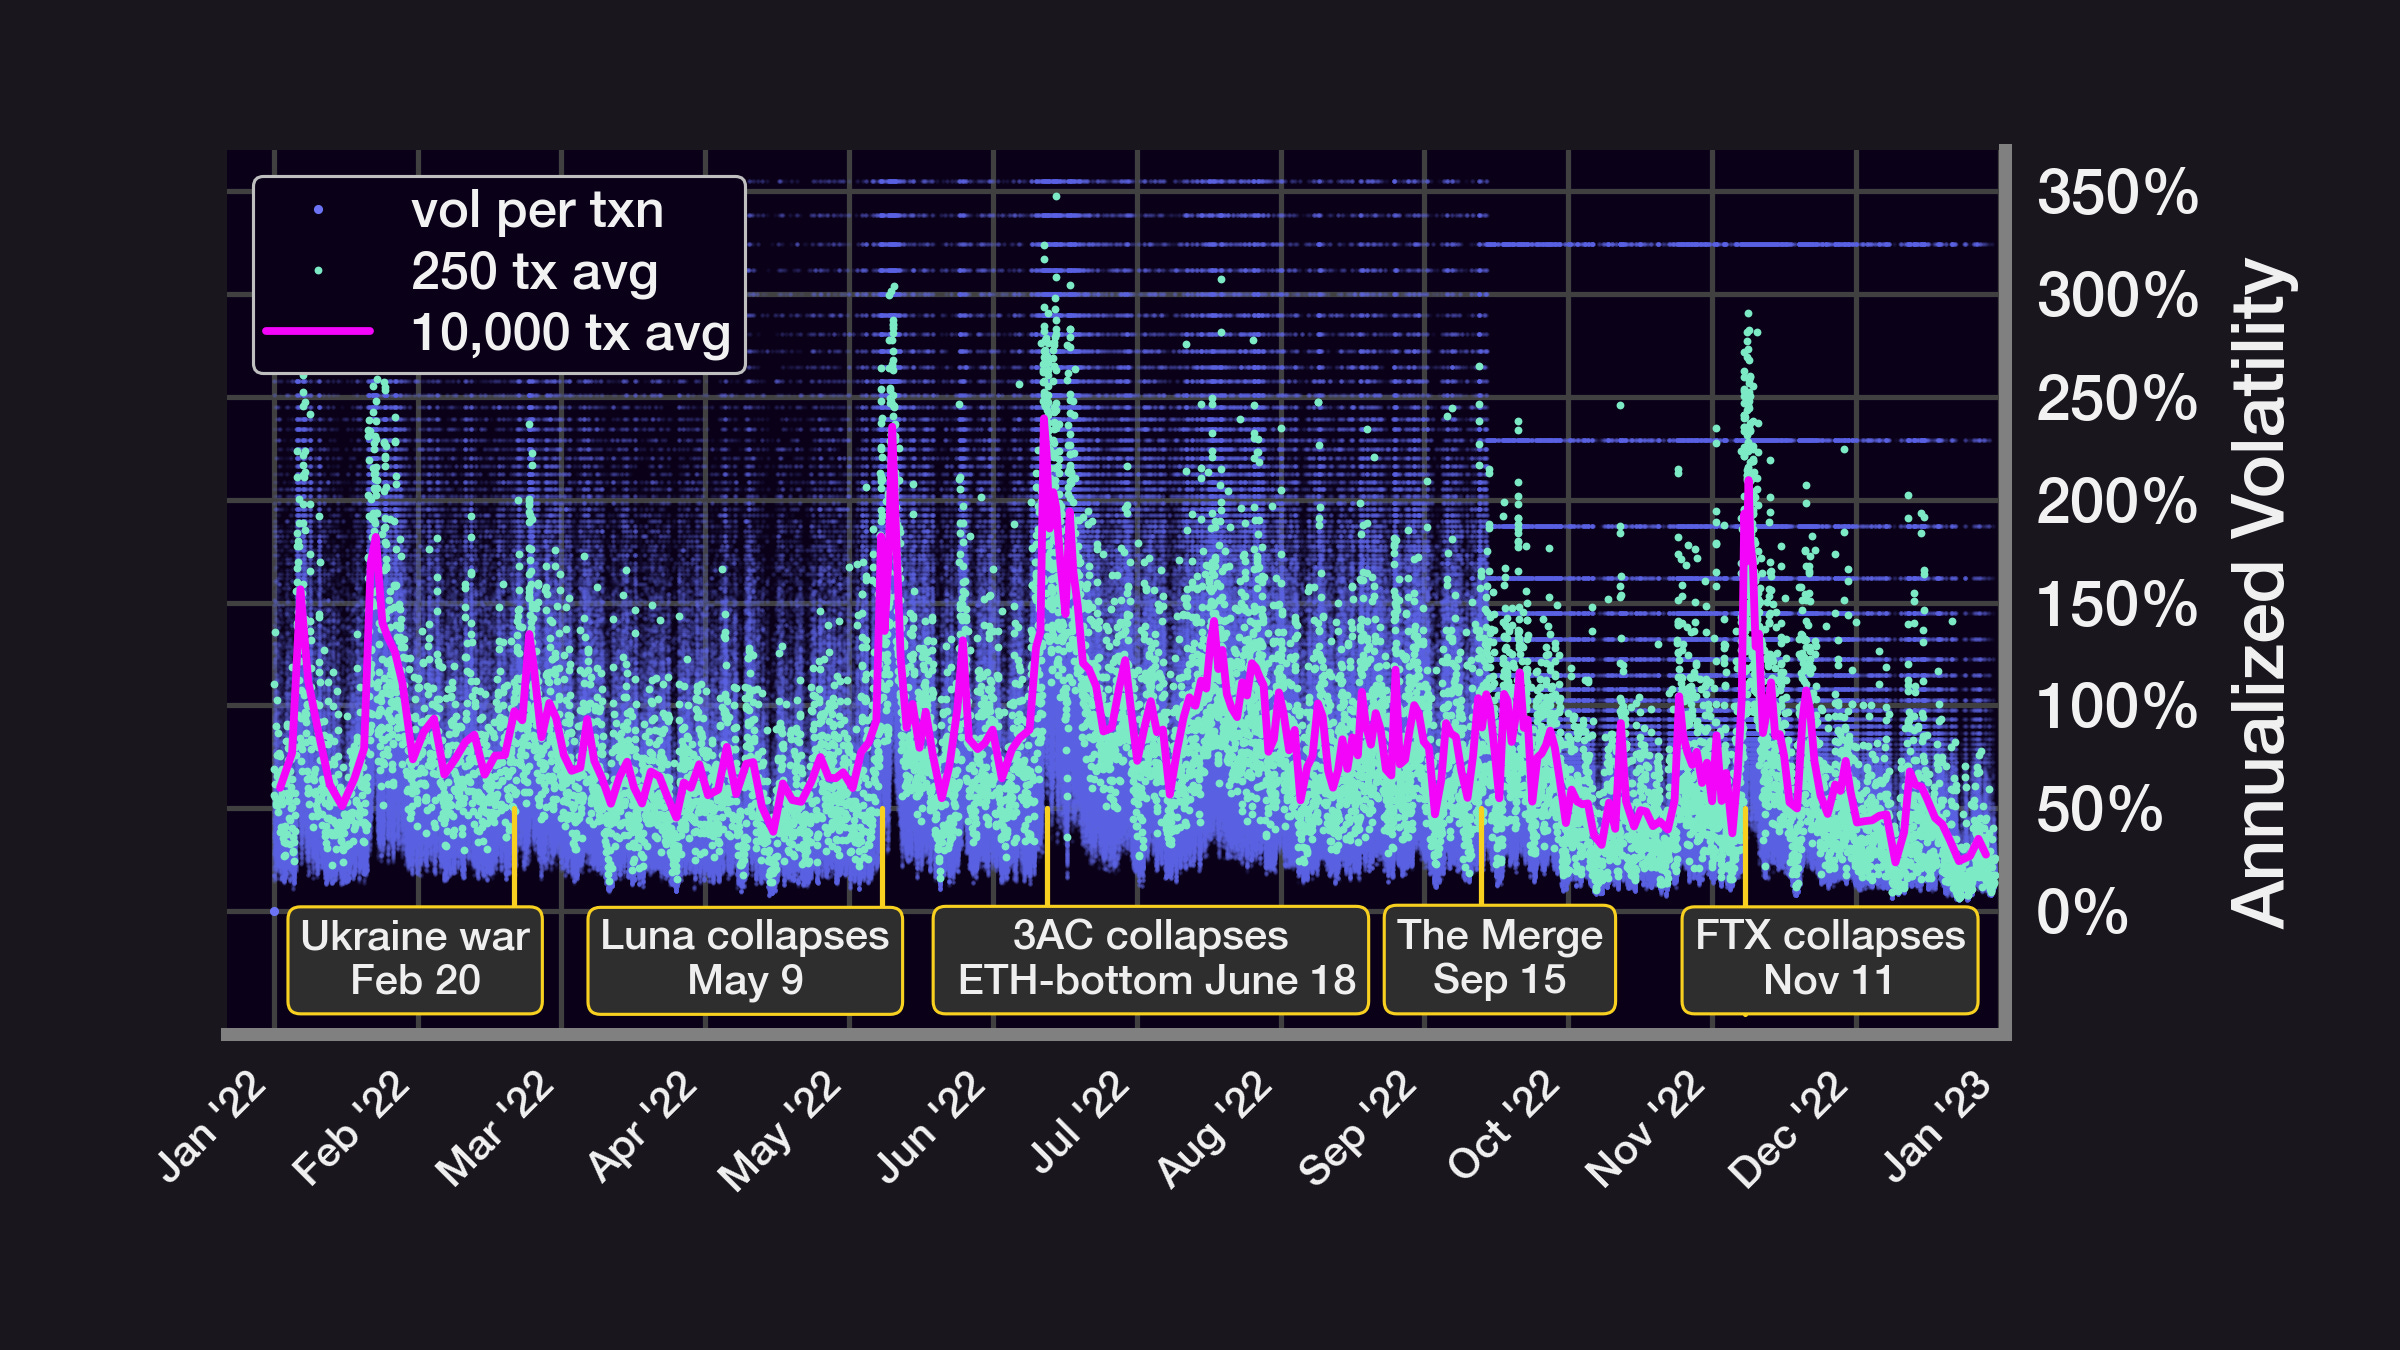 vol per txn
250 tx avg
10,000 tx avg
350%
300%
250%
200%
150%
100%
50%
0%
Annualized Volatility
Ukraine war
Feb 20
Luna collapses
May 9
3AC collapses
ETH-bottom June 18
The Merge
Sep 15
FTX collapses
Nov 11
Jan '22
Feb '22
Mar '22
Apr '22
May '22
Jun '22
Jul '22
Aug '22
Sep '22
Oct '22
Nov '22
Dec '22
Jan '23